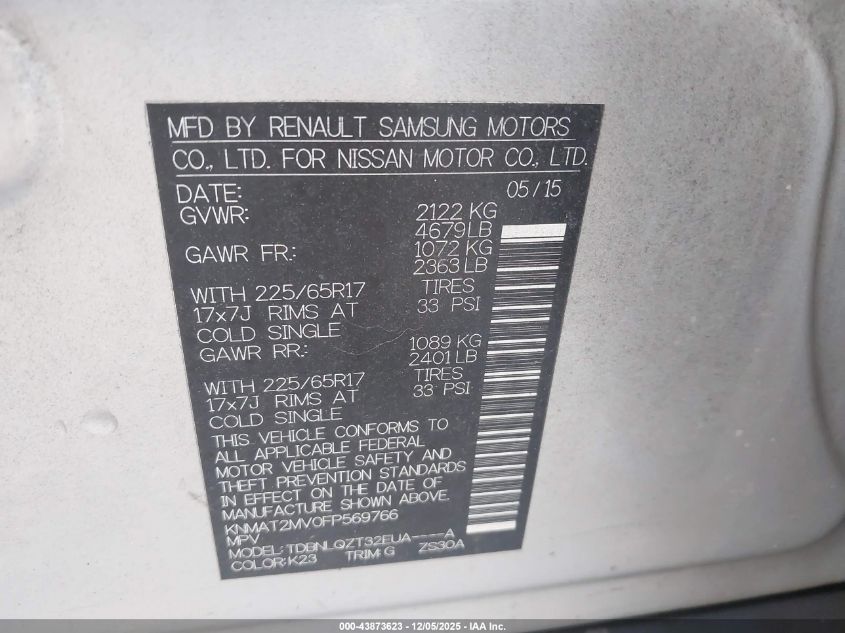 MFD BY RENAULT SAMSUNG MOTORS
CO., LTD. FOR NISSAN MOTOR CO., LTD.
DATE: 05/15
GVWR: 2122 KG
4679LB
GAWR FR.: 1072 KG
2363LB
WITH 225/65R17 TIRES
17x7J RIMS AT 33 PSI
COLD SINGLE
GAWR RR.: 1089 KG
2401LB
WITH 225/65R17 TIRES
17x7J RIMS AT 33 PSI
COLD SINGLE
THIS VEHICLE CONFORMS TO
ALL APPLICABLE FEDERAL
MOTOR VEHICLE SAFETY AND
THEFT PREVENTION STANDARDS
IN EFFECT ON THE DATE OF
MANUFACTURE SHOWN ABOVE.
KNMAT2MV0FP569766
MPV
MODEL: TDBNLQZT32EUA----A
COLOR:K23 TRIM:G ZS30A
000-43873623 - 12/05/2025 - IAA Inc.